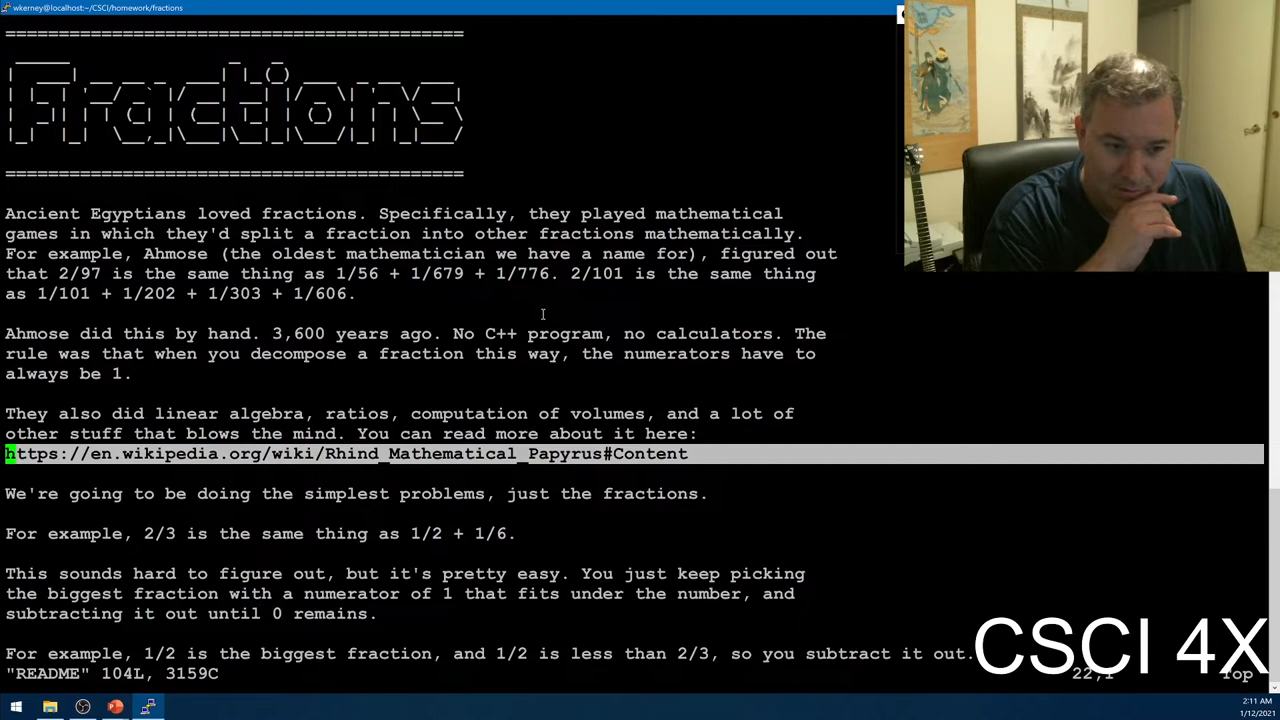 wkerney@localhost:~/CSCI/homework/fractions
===========================================
Fractions
===========================================
Ancient Egyptians loved fractions. Specifically, they played mathematical
games in which they'd split a fraction into other fractions mathematically.
For example, Ahmose (the oldest mathematician we have a name for), figured out
that 2/97 is the same thing as 1/56 + 1/679 + 1/776. 2/101 is the same thing
as 1/101 + 1/202 + 1/303 + 1/606.
Ahmose did this by hand. 3,600 years ago. No C++ program, no calculators. The
rule was that when you decompose a fraction this way, the numerators have to
always be 1.
They also did linear algebra, ratios, computation of volumes, and a lot of
other stuff that blows the mind. You can read more about it here:
https://en.wikipedia.org/wiki/Rhind_Mathematical_Papyrus#Content
We're going to be doing the simplest problems, just the fractions.
For example, 2/3 is the same thing as 1/2 + 1/6.
This sounds hard to figure out, but it's pretty easy. You just keep picking
the biggest fraction with a numerator of 1 that fits under the number, and
subtracting it out until 0 remains.
For example, 1/2 is the biggest fraction, and 1/2 is less than 2/3, so you subtract it out.
"README" 104L, 3159C
22,1
Top
CSCI 4X
2:11 AM
1/12/2021